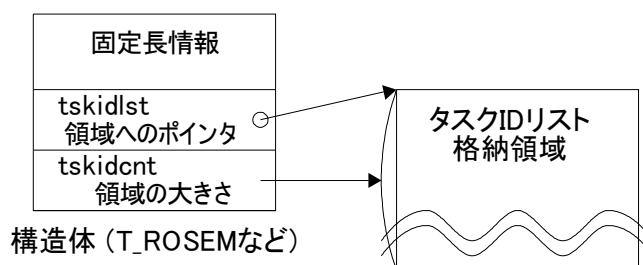 固定長情報
tskidlst
領域へのポインタ
tskidcnt
領域の大きさ
タスクIDリスト
格納領域
構造体（T_ROSEMなど）